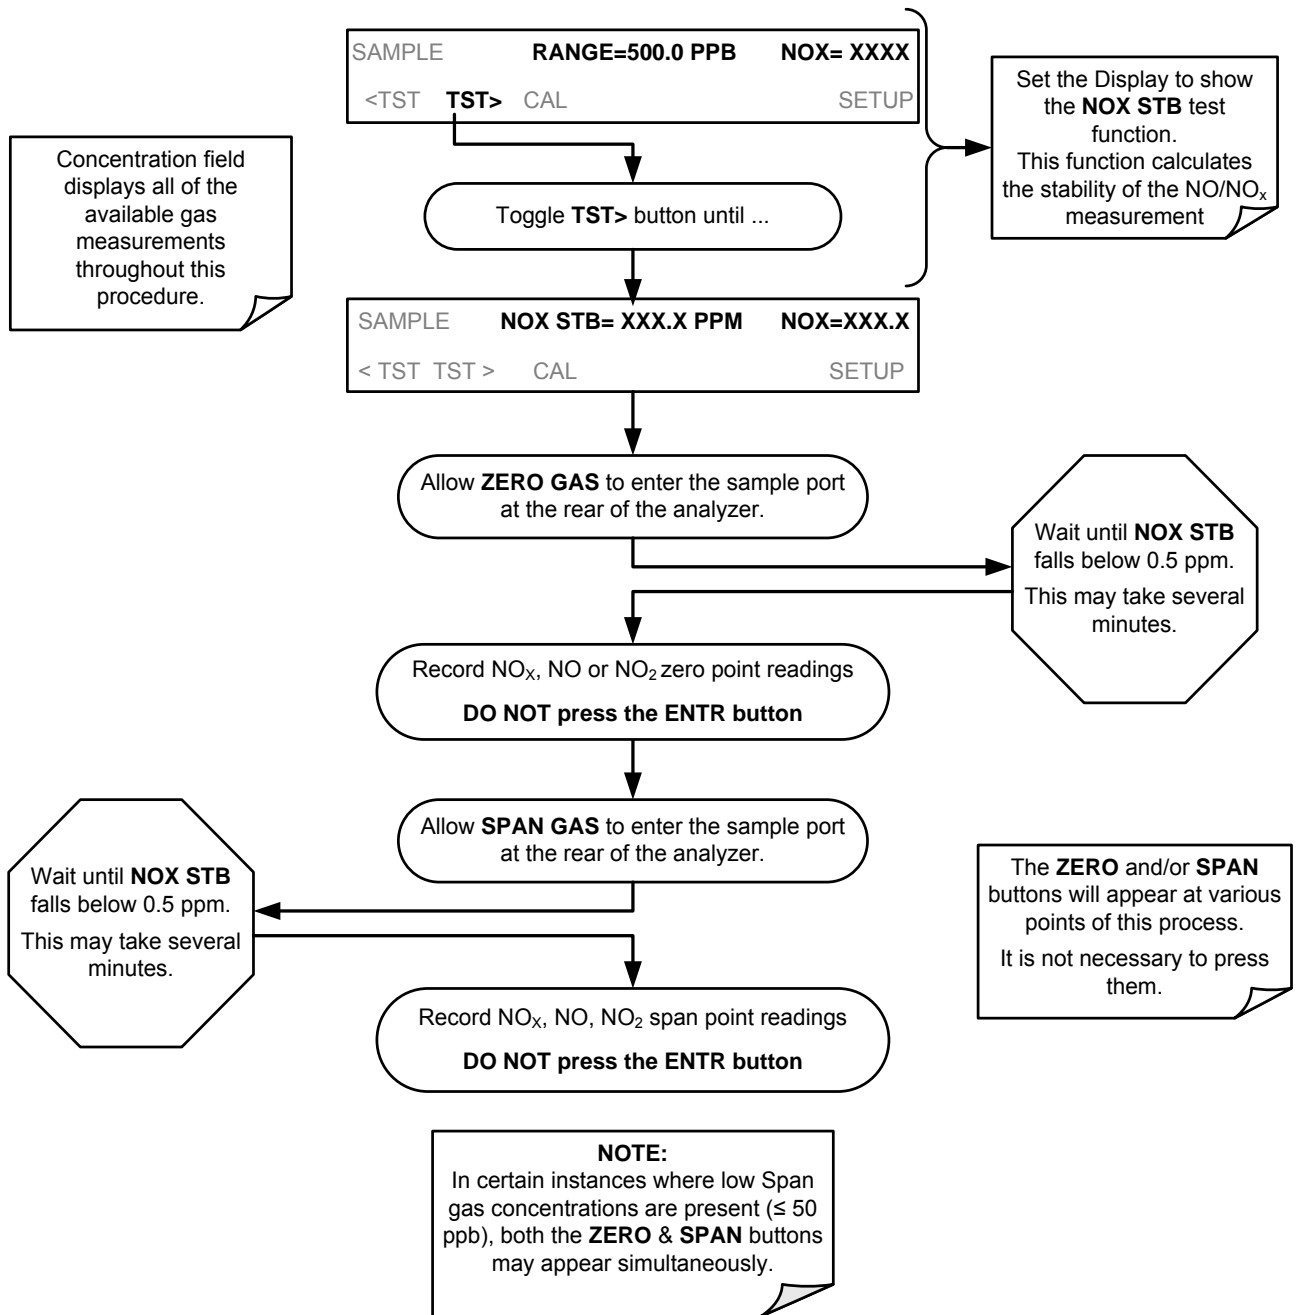 SAMPLE RANGE=500.0 PPB NOX= XXXX
<TST TST> CAL SETUP
Set the Display to show
the NOX STB test
function.
This function calculates
the stability of the NO/NOₓ
measurement
Concentration field
displays all of the
available gas
measurements
throughout this
procedure.
Toggle TST> button until ...
SAMPLE NOX STB= XXX.X PPM NOX=XXX.X
< TST TST > CAL SETUP
Allow ZERO GAS to enter the sample port
at the rear of the analyzer.
Wait until NOX STB
falls below 0.5 ppm.
This may take several
minutes.
Record NOX, NO or NO₂ zero point readings
DO NOT press the ENTR button
Allow SPAN GAS to enter the sample port
at the rear of the analyzer.
Wait until NOX STB
falls below 0.5 ppm.
This may take several
minutes.
The ZERO and/or SPAN
buttons will appear at various
points of this process.
It is not necessary to press
them.
Record NOX, NO, NO₂ span point readings
DO NOT press the ENTR button
NOTE:
In certain instances where low Span
gas concentrations are present (≤ 50
ppb), both the ZERO & SPAN buttons
may appear simultaneously.